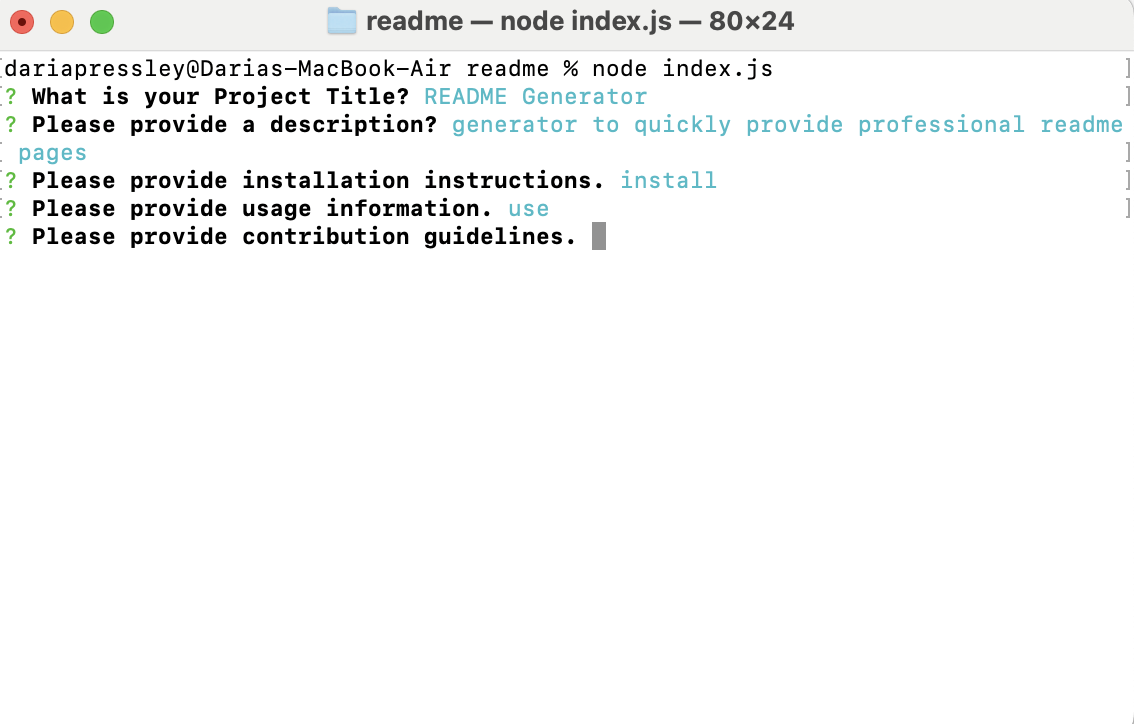 readme — node index.js — 80×24
[dariapressley@Darias-MacBook-Air readme % node index.js ]
[? What is your Project Title? README Generator ]
? Please provide a description? generator to quickly provide professional readme
[ pages ]
[? Please provide installation instructions. install ]
[? Please provide usage information. use ]
? Please provide contribution guidelines.